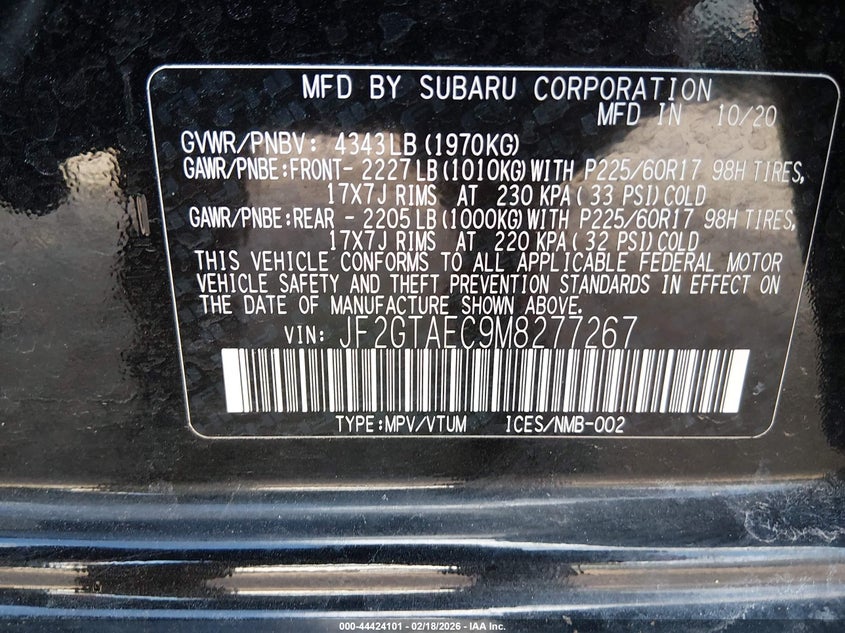 MFD BY SUBARU CORPORATION
MFD IN 10/20
GVWR/PNBV: 4343LB (1970KG)
GAWR/PNBE:FRONT- 2227LB (1010KG) WITH P225/60R17 98H TIRES,
17X7J RIMS AT 230 KPA ( 33 PSI) COLD
GAWR/PNBE:REAR - 2205LB (1000KG) WITH P225/60R17 98H TIRES,
17X7J RIMS AT 220 KPA ( 32 PSI) COLD
THIS VEHICLE CONFORMS TO ALL APPLICABLE FEDERAL MOTOR
VEHICLE SAFETY AND THEFT PREVENTION STANDARDS IN EFFECT ON
THE DATE OF MANUFACTURE SHOWN ABOVE.
VIN: JF2GTAEC9M8277267
TYPE:MPV/VTUM ICES/NMB-002
000-44424101 - 02/18/2026 - IAA Inc.